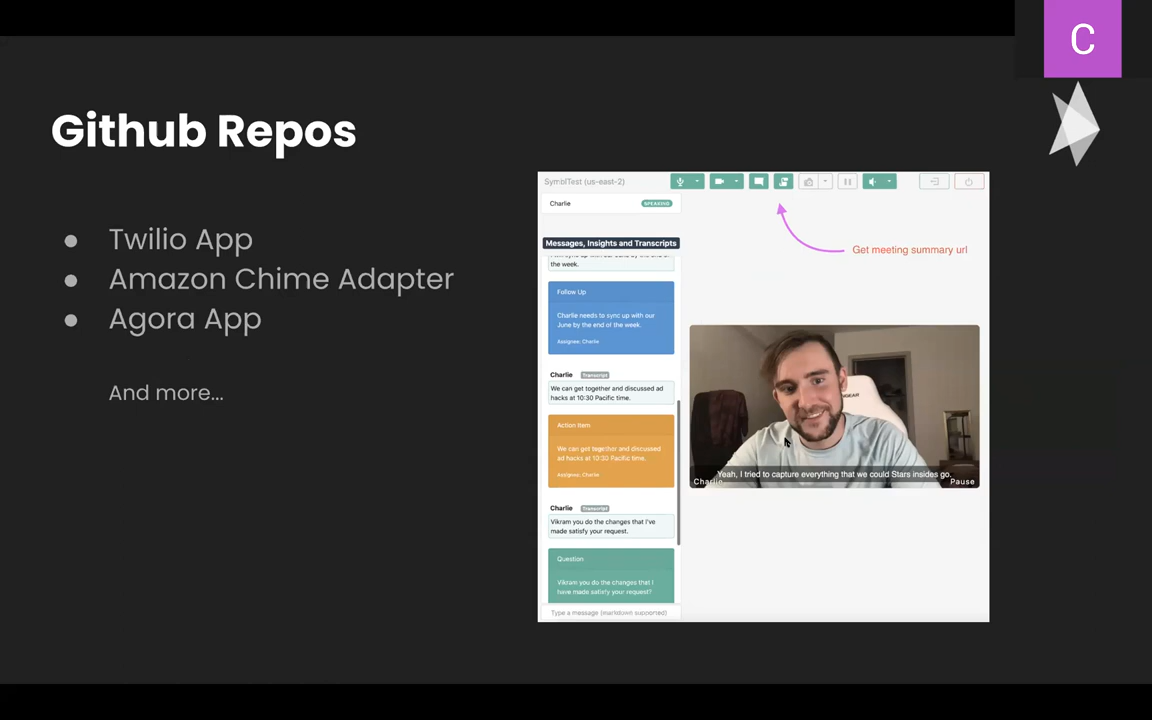 C
Github Repos
Twilio App
Amazon Chime Adapter
Agora App
And more...
SymblTest (us-east-2)
Charlie
SPEAKING
Get meeting summary url
Messages, Insights and Transcripts
the week.
Follow Up
Charlie needs to sync up with our
June by the end of the week.
Assignee: Charlie
Charlie Transcript
We can get together and discussed ad
hacks at 10:30 Pacific time.
Action Item
We can get together and discussed
ad hacks at 10:30 Pacific time.
Assignee: Charlie
Charlie Transcript
Vikram you do the changes that I've
made satisfy your request.
Question
Vikram you do the changes that I
have made satisfy your request?
Type a message (markdown supported)
Yeah, I tried to capture everything that we could Stars insides go.
Charlie
Pause